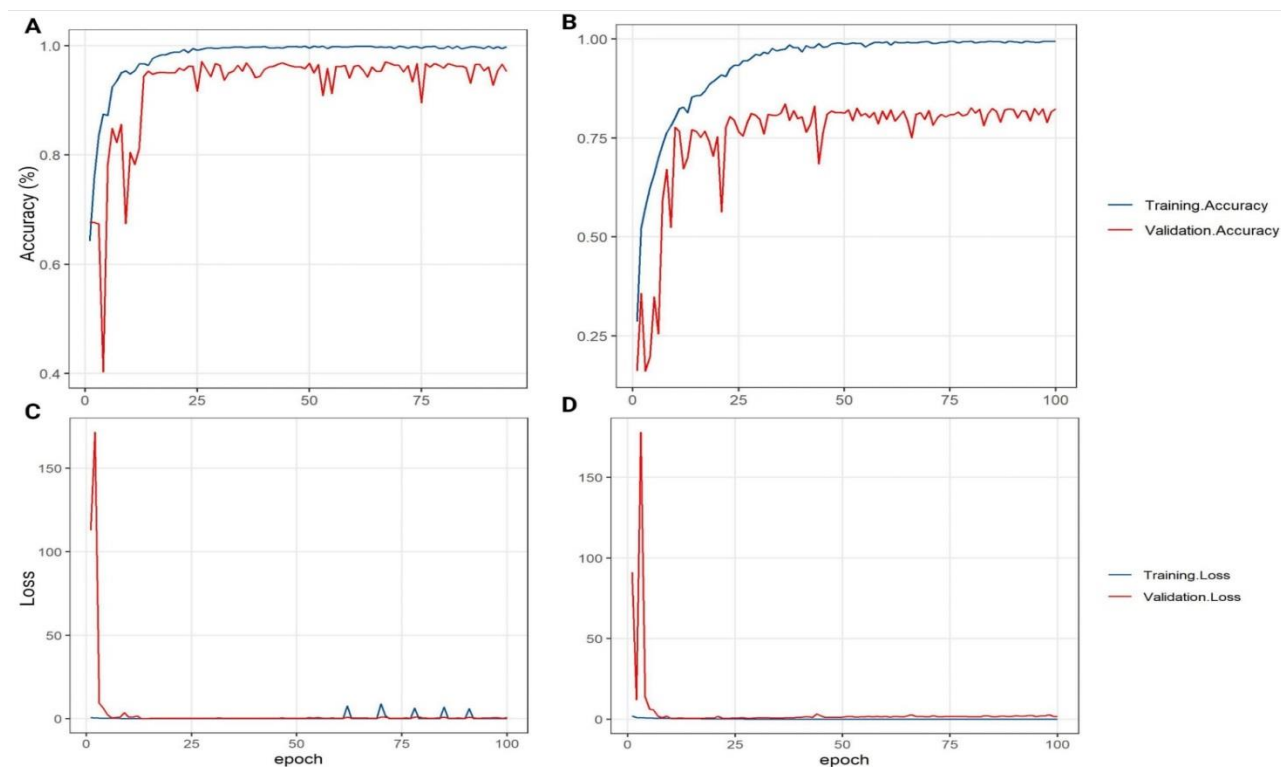 A
B
1.0
0.8
0.6
0.4
Accuracy (%)
0
25
50
75
1.00
0.75
0.50
0.25
0
25
50
75
100
Training.Accuracy
Validation.Accuracy
C
D
150
100
50
0
Loss
0
25
50
75
100
epoch
150
100
50
0
0
25
50
75
100
epoch
Training.Loss
Validation.Loss